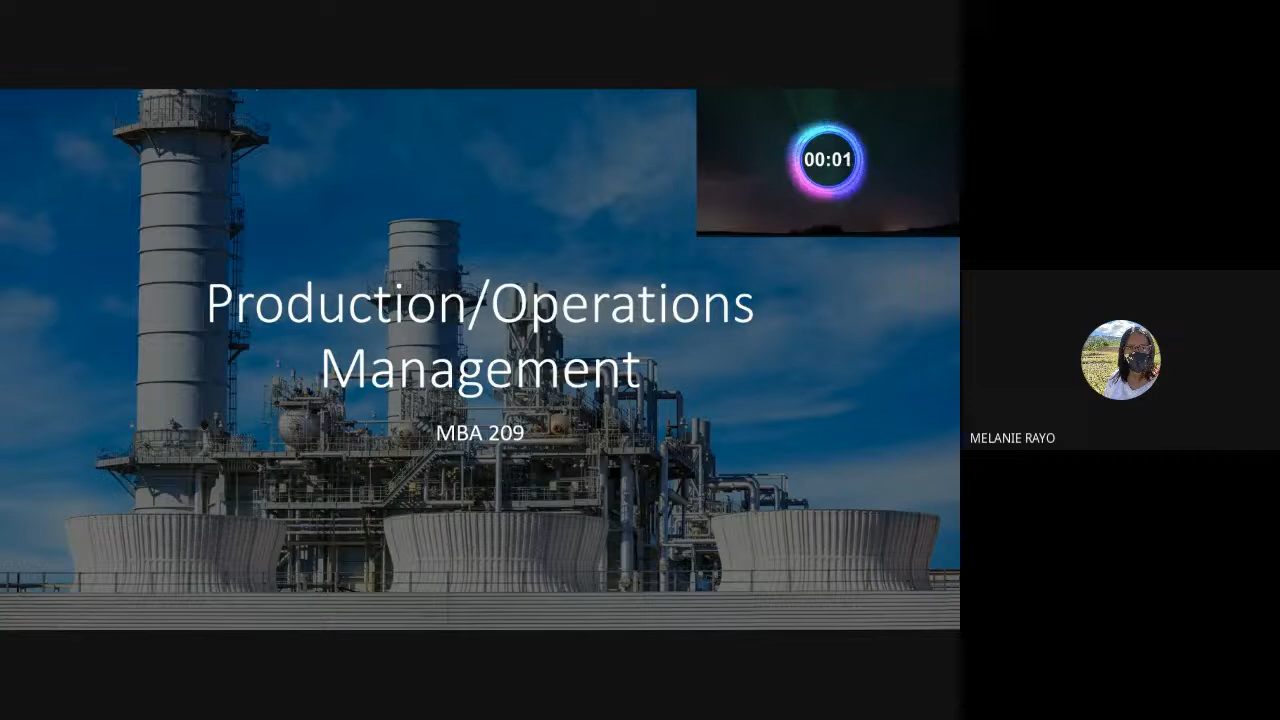 00:01
Production/Operations
Management
MBA 209
MELANIE RAYO